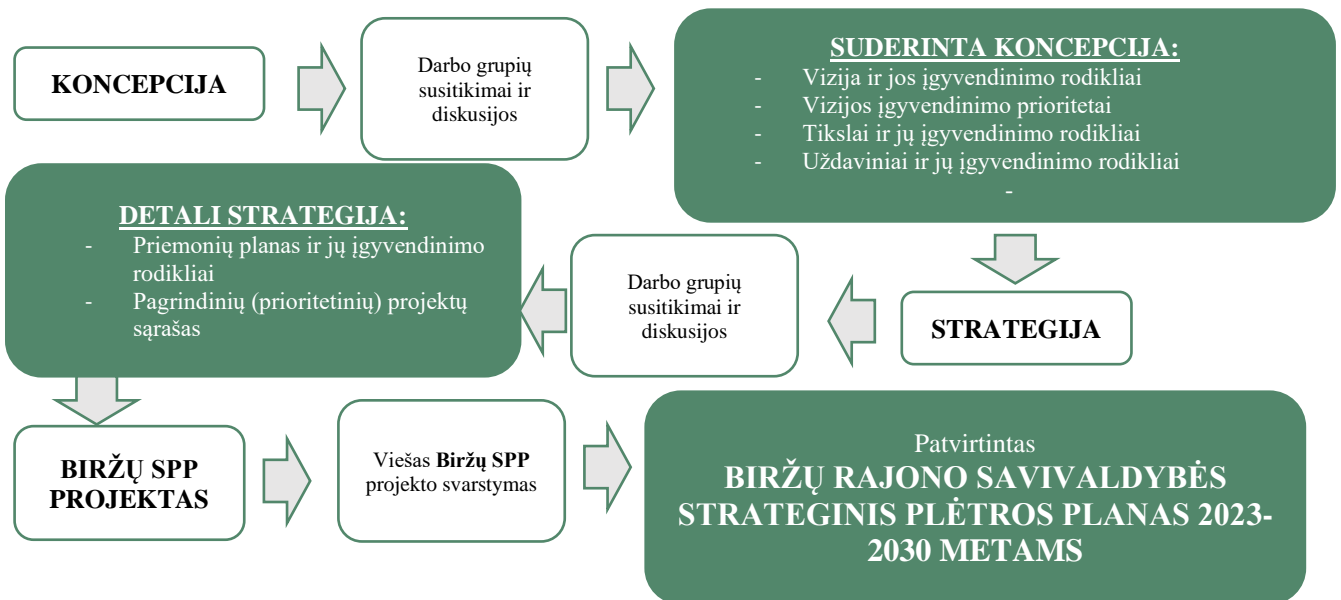 KONCEPCIJA
Darbo grupių
susitikimai ir
diskusijos
SUDERINTA KONCEPCIJA:
- Vizija ir jos įgyvendinimo rodikliai
- Vizijos įgyvendinimo prioritetai
- Tikslai ir jų įgyvendinimo rodikliai
- Uždaviniai ir jų įgyvendinimo rodikliai
-
STRATEGIJA
Darbo grupių
susitikimai ir
diskusijos
DETALI STRATEGIJA:
- Priemonių planas ir jų įgyvendinimo
rodikliai
- Pagrindinių (prioritetinių) projektų
sąrašas
BIRŽŲ SPP
PROJEKTAS
Viešas Biržų SPP
projekto svarstymas
Patvirtintas
BIRŽŲ RAJONO SAVIVALDYBĖS
STRATEGINIS PLĖTROS PLANAS 2023-
2030 METAMS